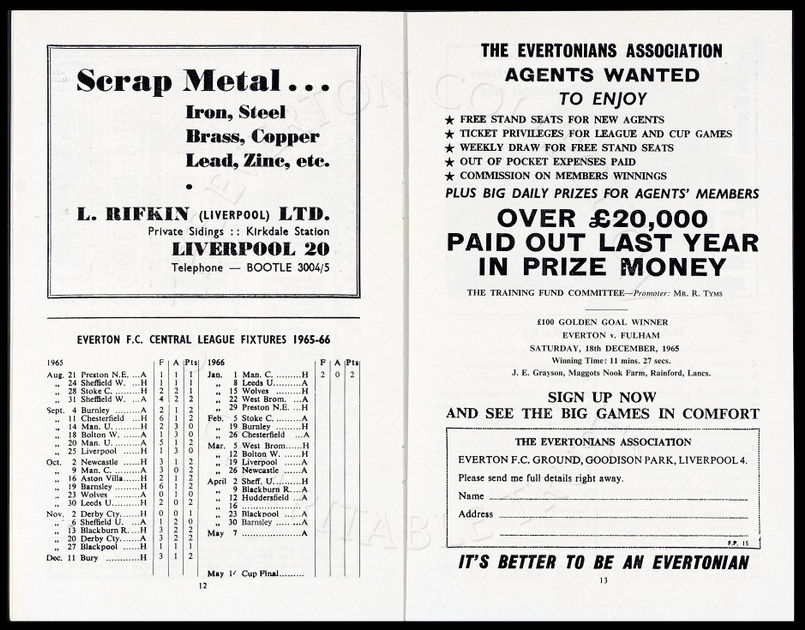 Scrap Metal...
Iron, Steel
Brass, Copper
Lead, Zinc, etc.
•
L. RIFKIN (LIVERPOOL) LTD.
Private Sidings :: Kirkdale Station
LIVERPOOL 20
Telephone — BOOTLE 3004/5
EVERTON F.C. CENTRAL LEAGUE FIXTURES 1965-66
1965 F A Pts
Aug. 21 Preston N.E. ...A 1 1 1
„ 24 Sheffield W. ...H 1 1 1
„ 28 Stoke C. .......H 2 2 1
„ 31 Sheffield W. ...A 4 2 2
Sept. 4 Burnley .........A 2 1 2
„ 11 Chesterfield ...H 6 1 2
„ 14 Man. U..........H 2 3 0
„ 18 Bolton W. ......A 1 3 0
„ 20 Man. U..........A 5 1 2
„ 25 Liverpool ......H 1 3 0
Oct. 2 Newcastle ......H 3 1 2
„ 9 Man. C. .........A 3 0 2
„ 16 Aston Villa......H 2 1 2
„ 19 Barnsley .........H 6 1 2
„ 23 Wolves .........A 0 1 0
„ 30 Leeds U. .........H 2 0 2
Nov. 2 Derby Cty.......H 0 0 1
„ 6 Sheffield U. ...A 1 2 0
„ 13 Blackburn R. ...H 3 2 2
„ 20 Derby Cty.......A 3 2 2
„ 27 Blackpool ......H 1 1 1
Dec. 11 Bury ............H 3 1 2
1966 F A Pts
Jan. 1 Man. C. .........H 2 0 2
„ 8 Leeds U..........A
„ 15 Wolves .........H
„ 22 West Brom. ...A
„ 29 Preston N.E. ...H
Feb. 5 Stoke C. .........A
„ 19 Burnley .........H
„ 26 Chesterfield ...A
Mar. 5 West Brom......H
„ 12 Bolton W. ......H
„ 19 Liverpool ......A
„ 26 Newcastle ......A
April 2 Sheff. U..........H
„ 9 Blackburn R....A
„ 12 Huddersfield ...A
„ 16 ..................
„ 23 Blackpool ......A
„ 30 Barnsley .........A
May 7 ..................A
Cup Final.........
12
THE EVERTONIANS ASSOCIATION
AGENTS WANTED
TO ENJOY
★ FREE STAND SEATS FOR NEW AGENTS
★ TICKET PRIVILEGES FOR LEAGUE AND CUP GAMES
★ WEEKLY DRAW FOR FREE STAND SEATS
★ OUT OF POCKET EXPENSES PAID
★ COMMISSION ON MEMBERS WINNINGS
PLUS BIG DAILY PRIZES FOR AGENTS' MEMBERS
OVER £20,000
PAID OUT LAST YEAR
IN PRIZE MONEY
THE TRAINING FUND COMMITTEE—Promoter: MR. R. TYMS
£100 GOLDEN GOAL WINNER
EVERTON v. FULHAM
SATURDAY, 18th DECEMBER, 1965
Winning Time: 11 mins. 27 secs.
J. E. Grayson, Maggots Nook Farm, Rainford, Lancs.
SIGN UP NOW
AND SEE THE BIG GAMES IN COMFORT
THE EVERTONIANS ASSOCIATION
EVERTON F.C. GROUND, GOODISON PARK, LIVERPOOL 4.
Please send me full details right away.
Name
Address
F.P. 15
IT'S BETTER TO BE AN EVERTONIAN
13